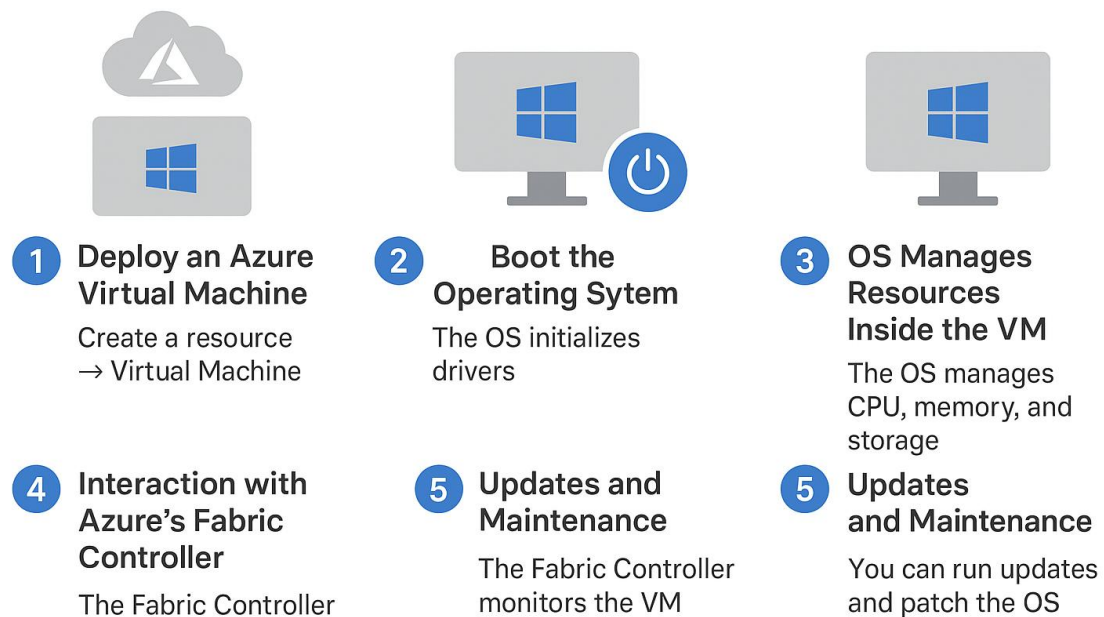 1 Deploy an Azure
Virtual Machine
Create a resource
→ Virtual Machine
2 Boot the
Operating Sytem
The OS initializes
drivers
3 OS Manages
Resources
Inside the VM
The OS manages
CPU, memory, and
storage
4 Interaction with
Azure's Fabric
Controller
The Fabric Controller
5 Updates and
Maintenance
The Fabric Controller
monitors the VM
5 Updates
and Maintenance
You can run updates
and patch the OS